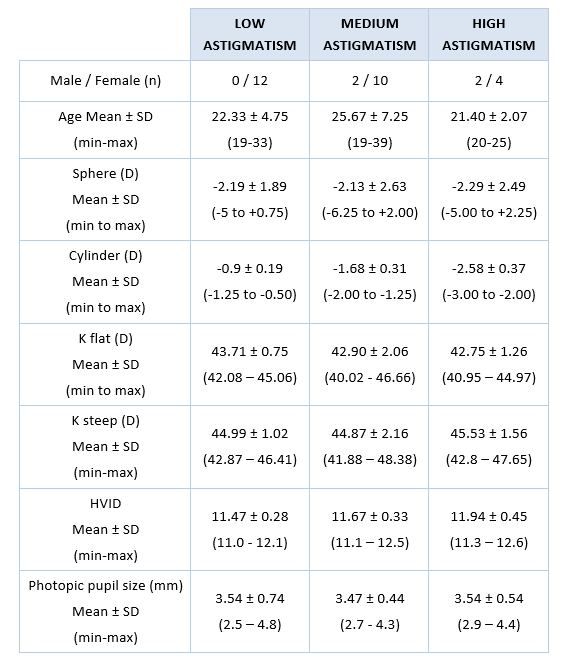 LOW
ASTIGMATISM
MEDIUM
ASTIGMATISM
HIGH
ASTIGMATISM
Male / Female (n)
0 / 12
2 / 10
2 / 4
Age Mean ± SD
(min-max)
22.33 ± 4.75
(19-33)
25.67 ± 7.25
(19-39)
21.40 ± 2.07
(20-25)
Sphere (D)
Mean ± SD
(min to max)
-2.19 ± 1.89
(-5 to +0.75)
-2.13 ± 2.63
(-6.25 to +2.00)
-2.29 ± 2.49
(-5.00 to +2.25)
Cylinder (D)
Mean ± SD
(min to max)
-0.9 ± 0.19
(-1.25 to -0.50)
-1.68 ± 0.31
(-2.00 to -1.25)
-2.58 ± 0.37
(-3.00 to -2.00)
K flat (D)
Mean ± SD
(min to max)
43.71 ± 0.75
(42.08 – 45.06)
42.90 ± 2.06
(40.02 - 46.66)
42.75 ± 1.26
(40.95 – 44.97)
K steep (D)
Mean ± SD
(min-max)
44.99 ± 1.02
(42.87 – 46.41)
44.87 ± 2.16
(41.88 – 48.38)
45.53 ± 1.56
(42.8 – 47.65)
HVID
Mean ± SD
(min-max)
11.47 ± 0.28
(11.0 - 12.1)
11.67 ± 0.33
(11.1 – 12.5)
11.94 ± 0.45
(11.3 – 12.6)
Photopic pupil size (mm)
Mean ± SD
(min-max)
3.54 ± 0.74
(2.5 – 4.8)
3.47 ± 0.44
(2.7 - 4.3)
3.54 ± 0.54
(2.9 – 4.4)